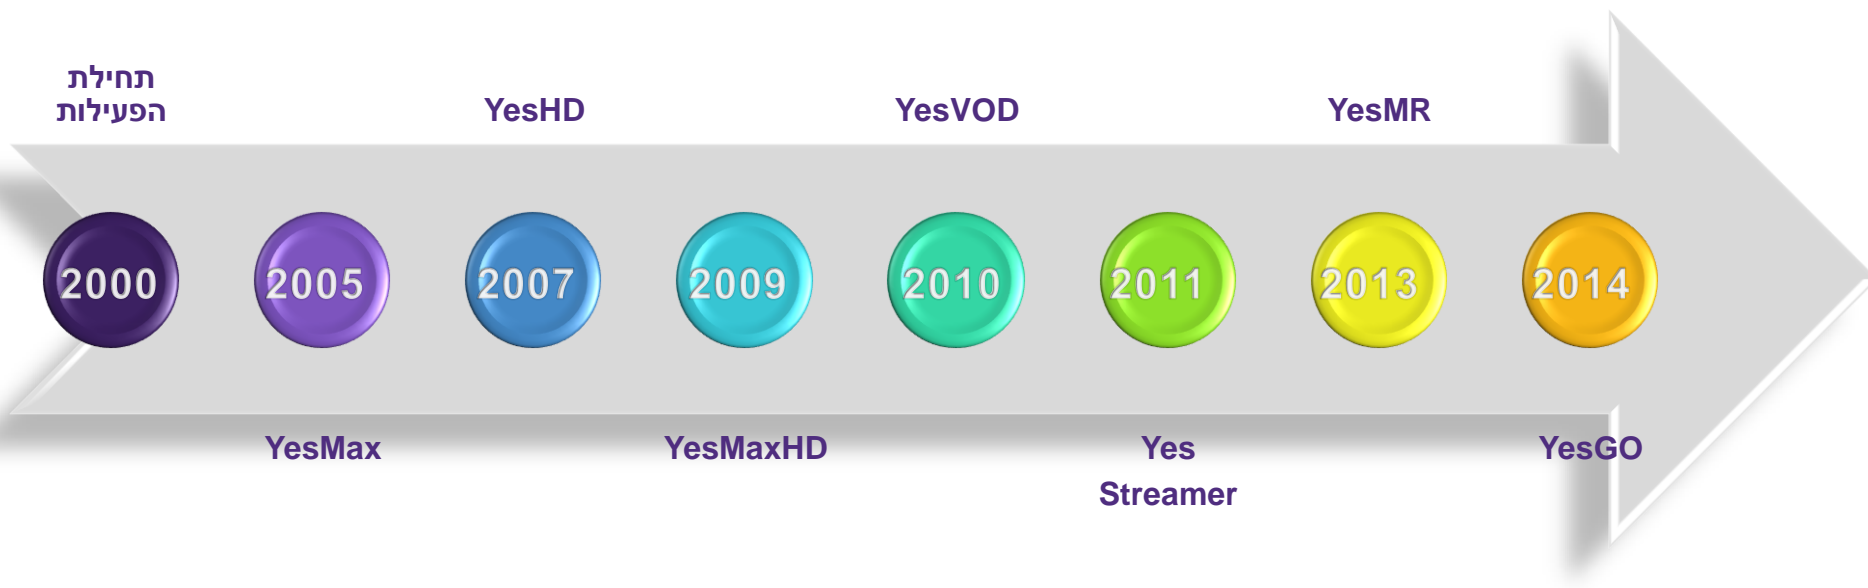 תחילת
הפעילות
YesHD
YesVOD
YesMR
2000
2005
2007
2009
2010
2011
2013
2014
YesMax
YesMaxHD
Yes
Streamer
YesGO